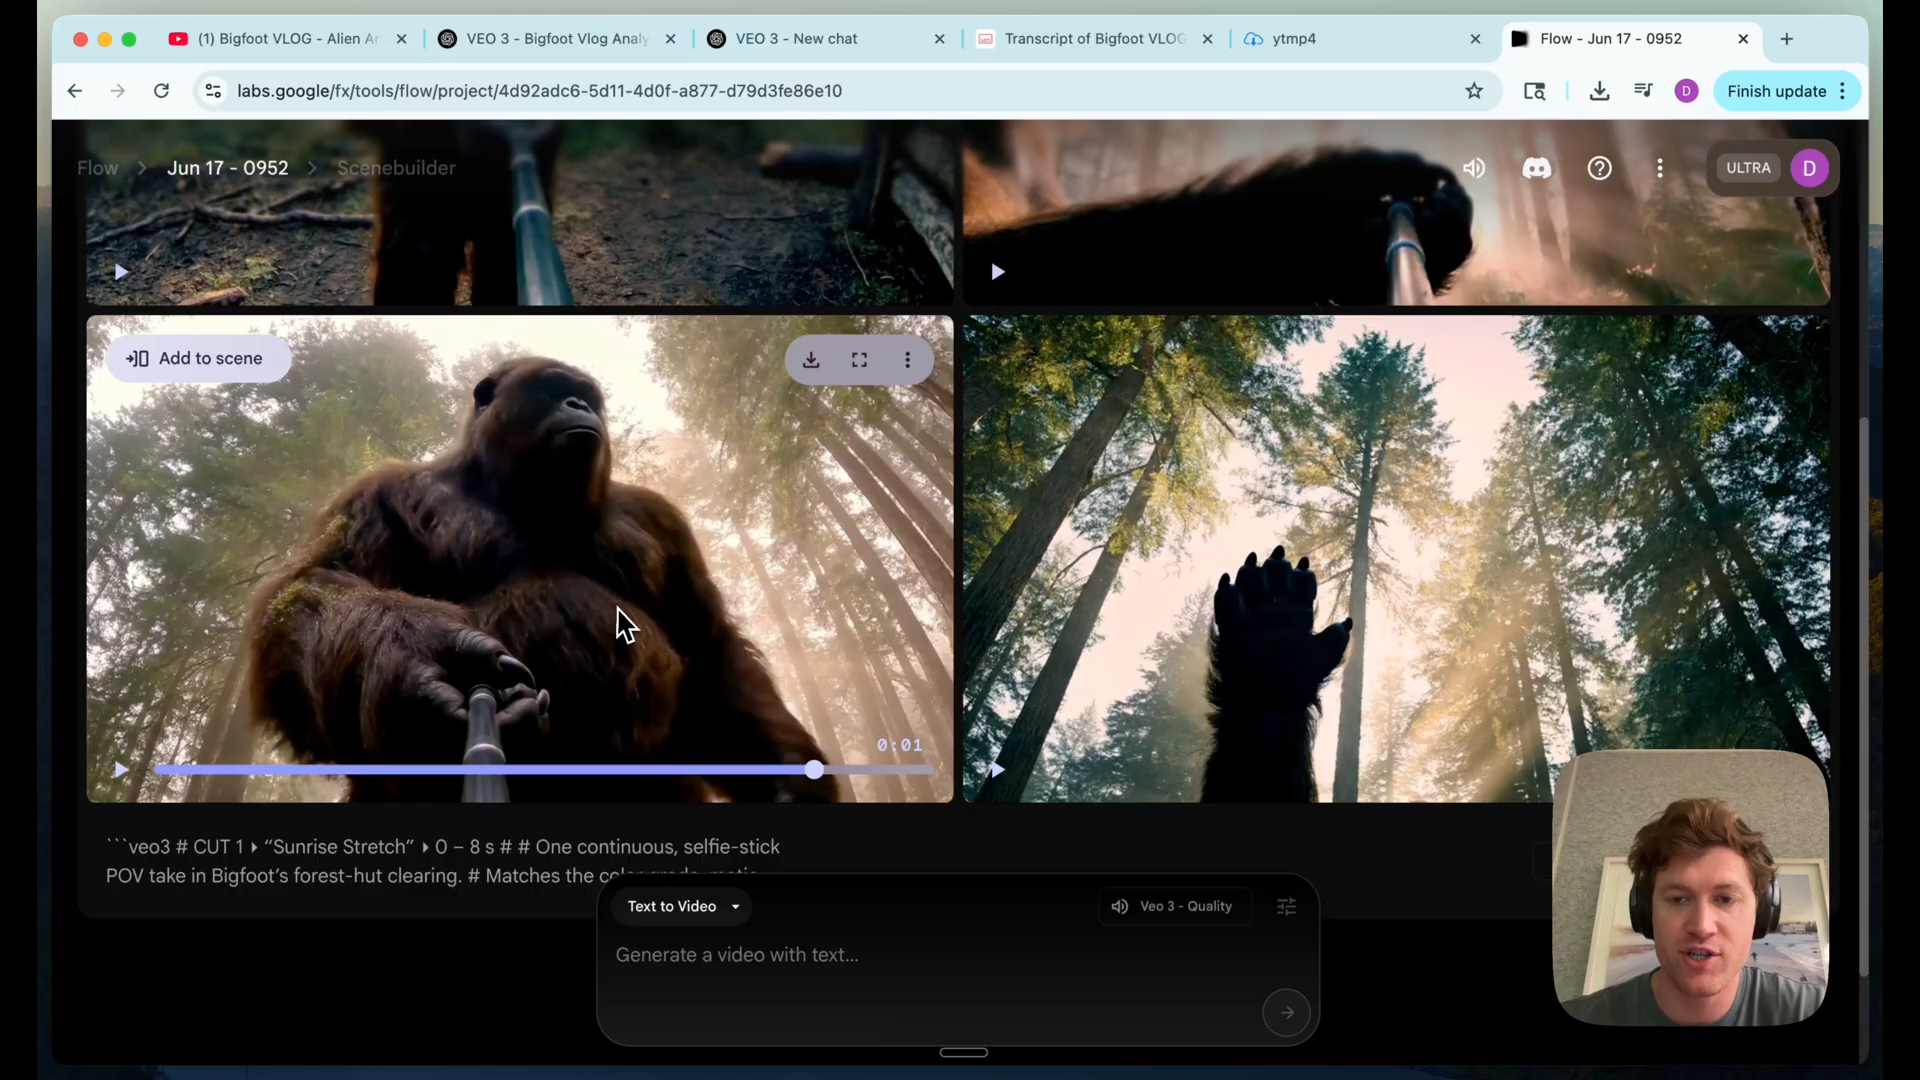 (1) Bigfoot VLOG - Alien Ar
VEO 3 - Bigfoot Vlog Analy
VEO 3 - New chat
Transcript of Bigfoot VLOG
ytmp4
Flow - Jun 17 - 0952
labs.google/fx/tools/flow/project/4d92adc6-5d11-4d0f-a877-d79d3fe86e10
D
Finish update
Flow
Jun 17 - 0952
Scenebuilder
ULTRA
D
Add to scene
0:01
```veo3 # CUT 1 ▸ “Sunrise Stretch” ▸ 0 – 8 s # # One continuous, selfie-stick
POV take in Bigfoot’s forest-hut clearing. # Matches the
Text to Video
Veo 3 - Quality
Generate a video with text...